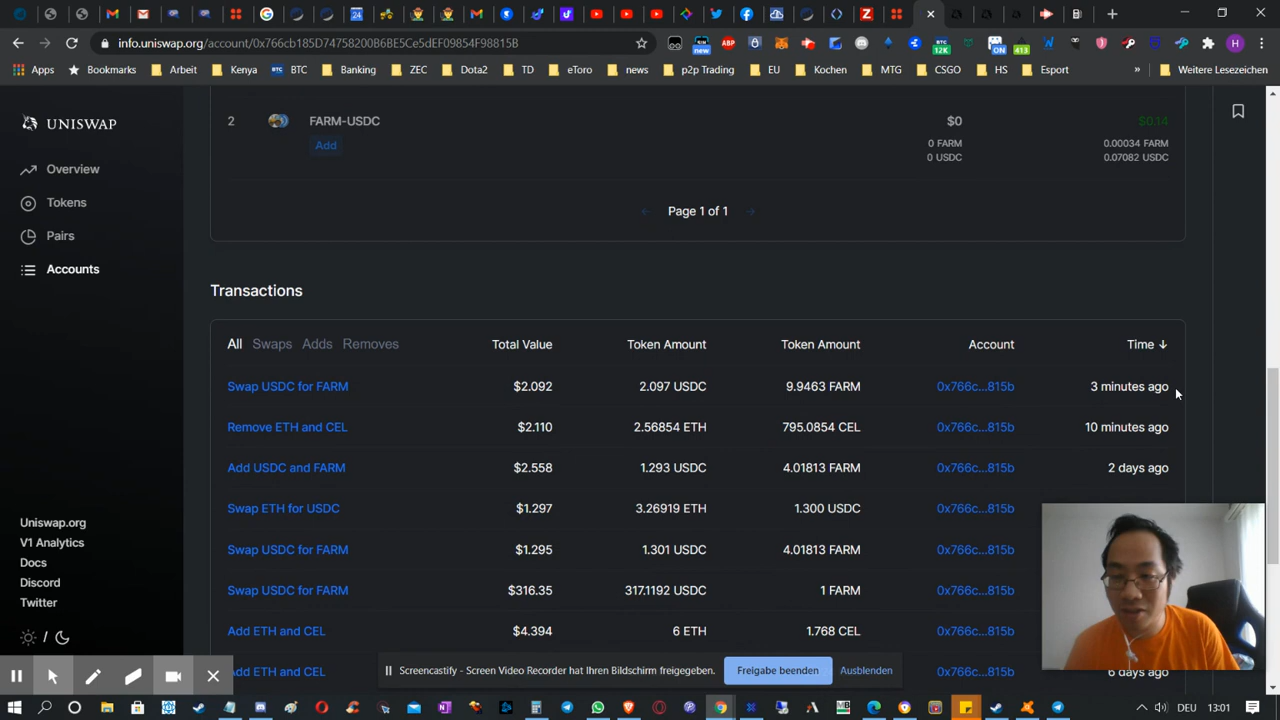 info.uniswap.org/account/0x766cb185D7475820086BE5Ce5dEF09854F98815B
new
ABP
12K
ON
413
H
Apps
Bookmarks
Arbeit
Kenya
BTC
BTC
Banking
ZEC
Dota2
TD
eToro
news
p2p Trading
EU
Kochen
MTG
CSGO
HS
Esport
»
Weitere Lesezeichen
UNISWAP
Overview
Tokens
Pairs
Accounts
2
FARM-USDC
$0
$0.14
Add
0 FARM
0.00034 FARM
0 USDC
0.07082 USDC
← Page 1 of 1 →
Transactions
All Swaps Adds Removes Total Value Token Amount Token Amount Account Time ↓
Swap USDC for FARM $2.092 2.097 USDC 9.9463 FARM 0x766c...815b 3 minutes ago
Remove ETH and CEL $2.110 2.56854 ETH 795.0854 CEL 0x766c...815b 10 minutes ago
Add USDC and FARM $2.558 1.293 USDC 4.01813 FARM 0x766c...815b 2 days ago
Swap ETH for USDC $1.297 3.26919 ETH 1.300 USDC 0x766c...815b
Swap USDC for FARM $1.295 1.301 USDC 4.01813 FARM 0x766c...815b
Swap USDC for FARM $316.35 317.1192 USDC 1 FARM 0x766c...815b
Add ETH and CEL $4.394 6 ETH 1.768 CEL 0x766c...815b
Add ETH and CEL
6 days ago
Uniswap.org
V1 Analytics
Docs
Discord
Twitter
/
Screencastify - Screen Video Recorder hat Ihren Bildschirm freigegeben.
Freigabe beenden
Ausblenden
DEU
13:01